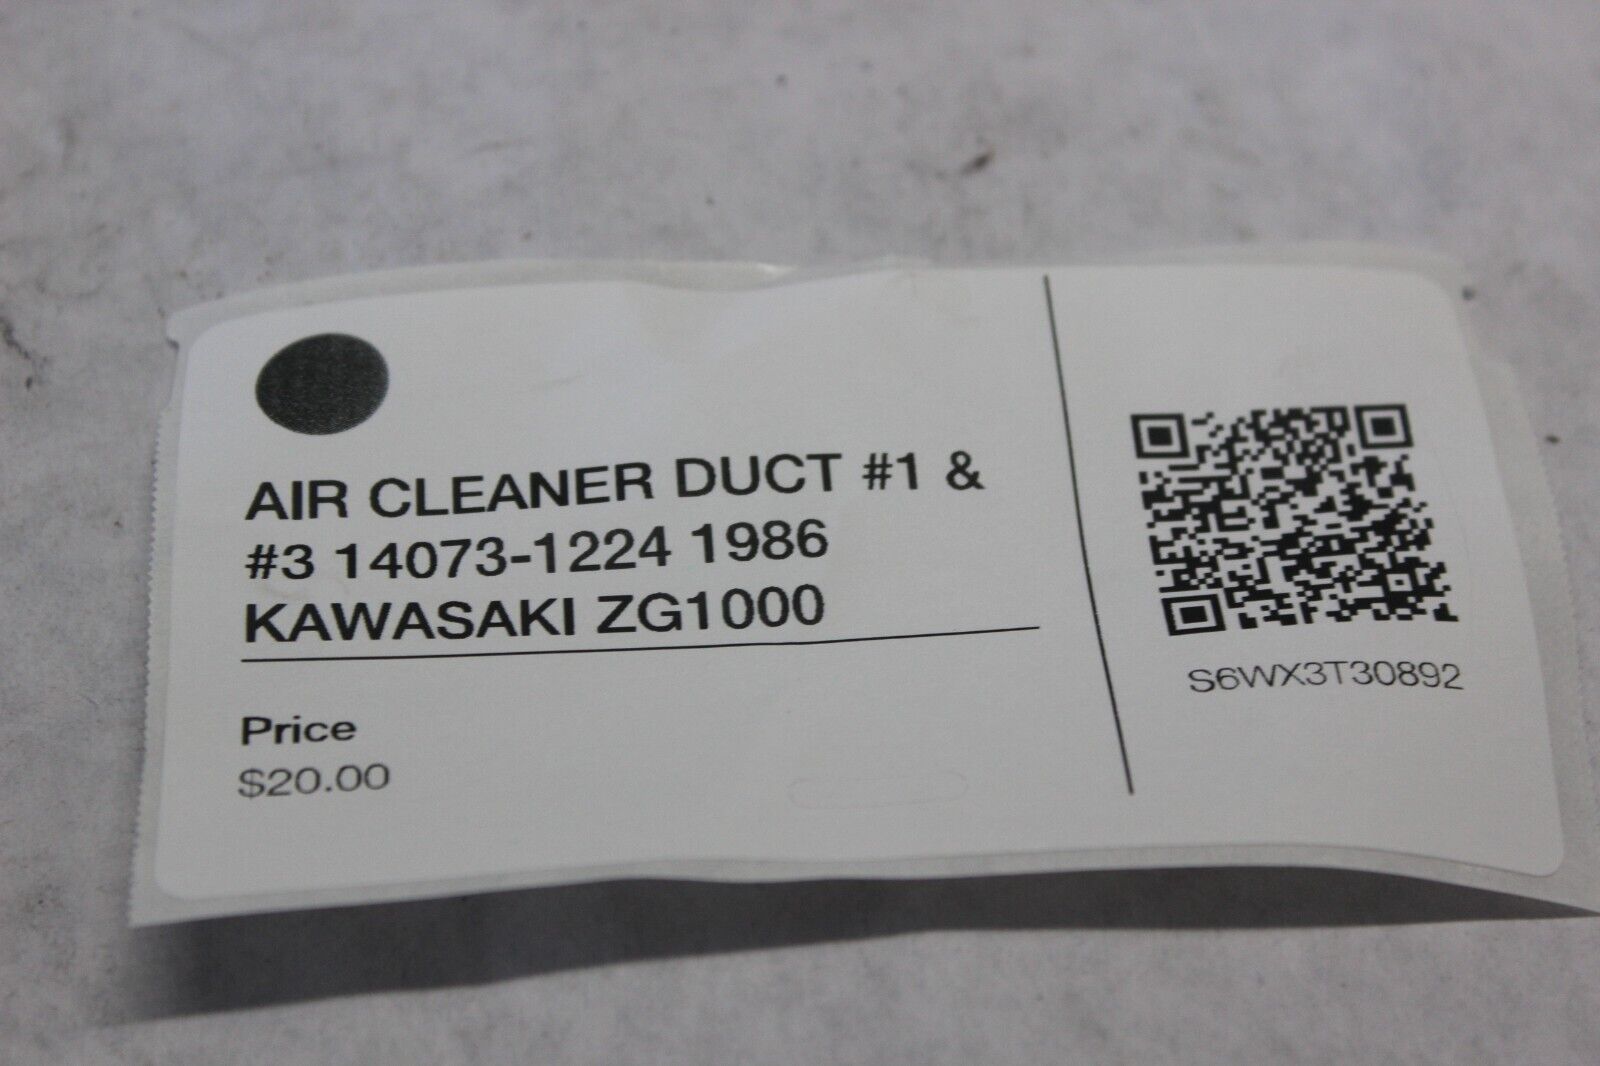 AIR CLEANER DUCT #1 &
#3 14073-1224 1986
KAWASAKI ZG1000
Price
$20.00
S6WX3T30892